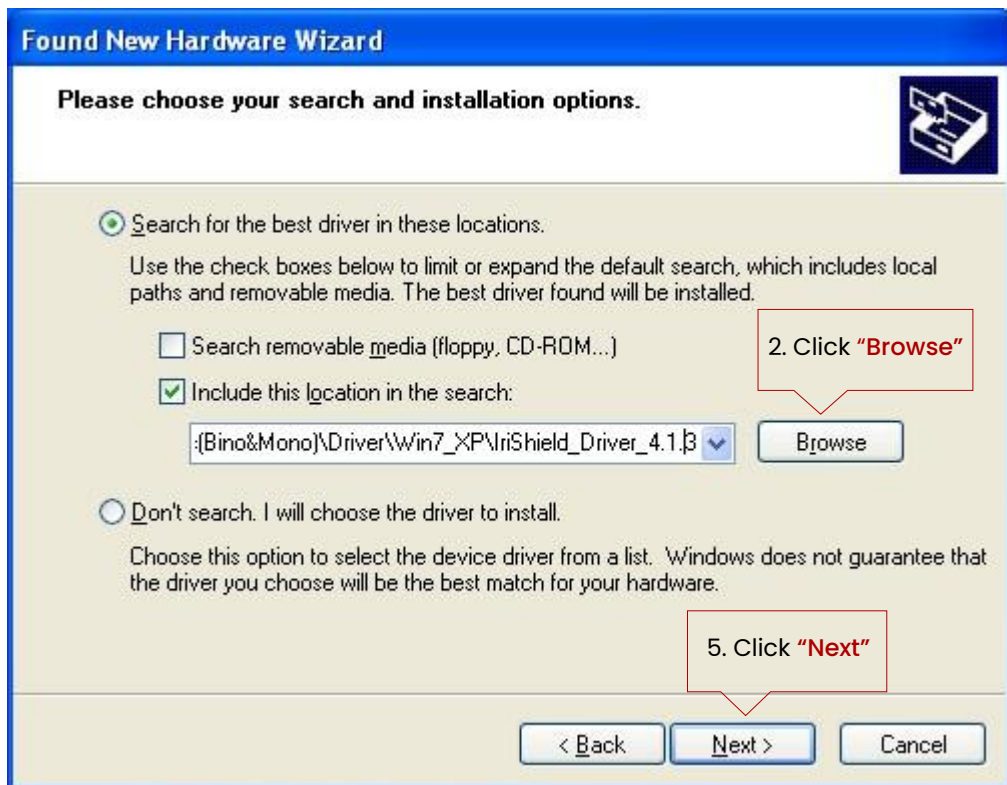 Found New Hardware Wizard
Please choose your search and installation options.
Search for the best driver in these locations.
Use the check boxes below to limit or expand the default search, which includes local
paths and removable media. The best driver found will be installed.
Search removable media (floppy, CD-ROM...)
2. Click “Browse”
Include this location in the search:
:(Bino&Mono)\Driver\Win7_XP\IriShield_Driver_4.1.3
Browse
Don't search. I will choose the driver to install.
Choose this option to select the device driver from a list. Windows does not guarantee that
the driver you choose will be the best match for your hardware.
5. Click “Next”
< Back
Next >
Cancel